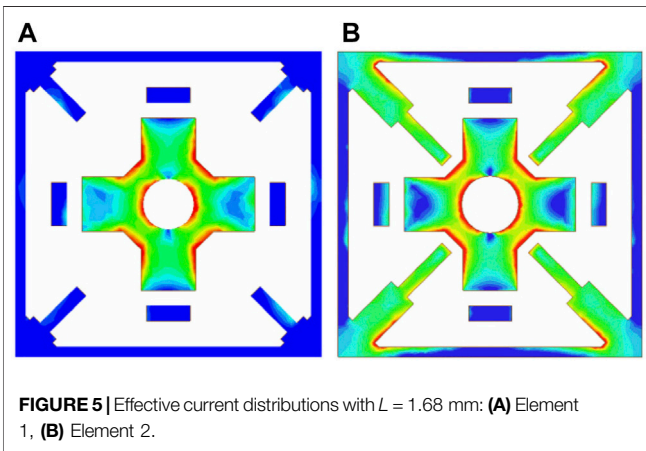 A
B
FIGURE 5 | Effective current distributions with L = 1.68 mm: (A) Element
1, (B) Element 2.